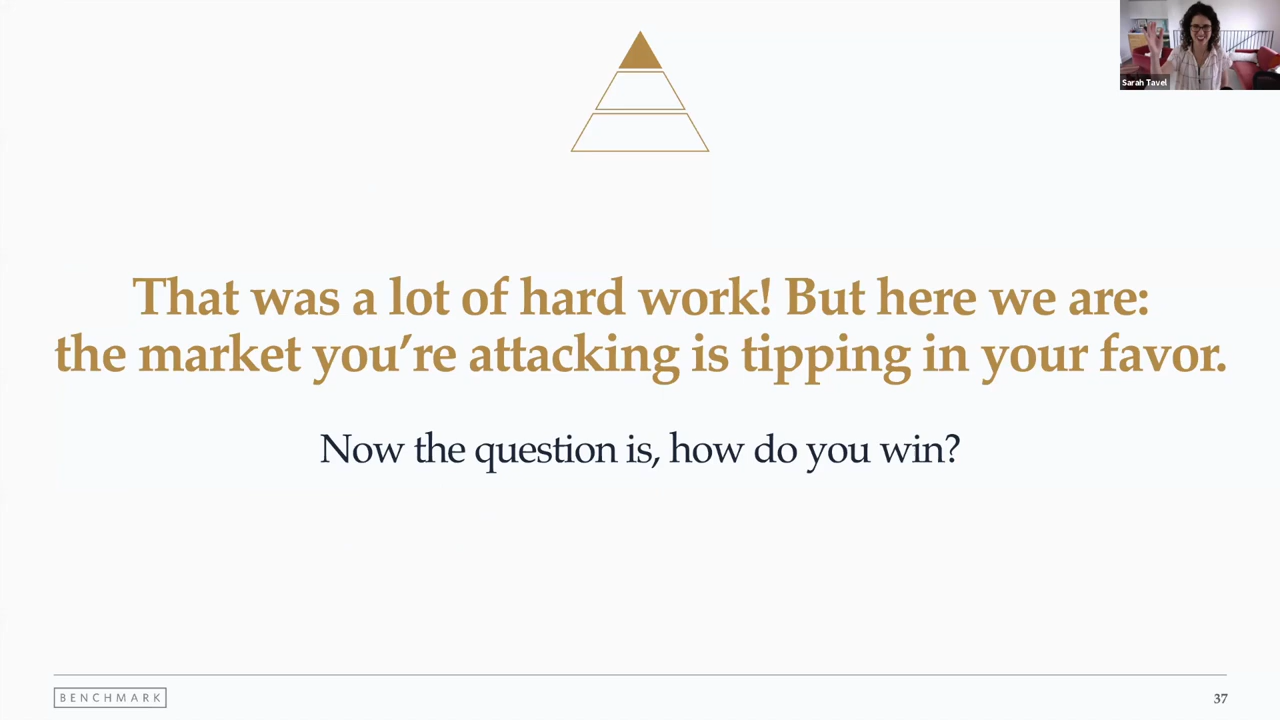 Sarah Tavel
That was a lot of hard work! But here we are:
the market you’re attacking is tipping in your favor.
Now the question is, how do you win?
BENCHMARK
37